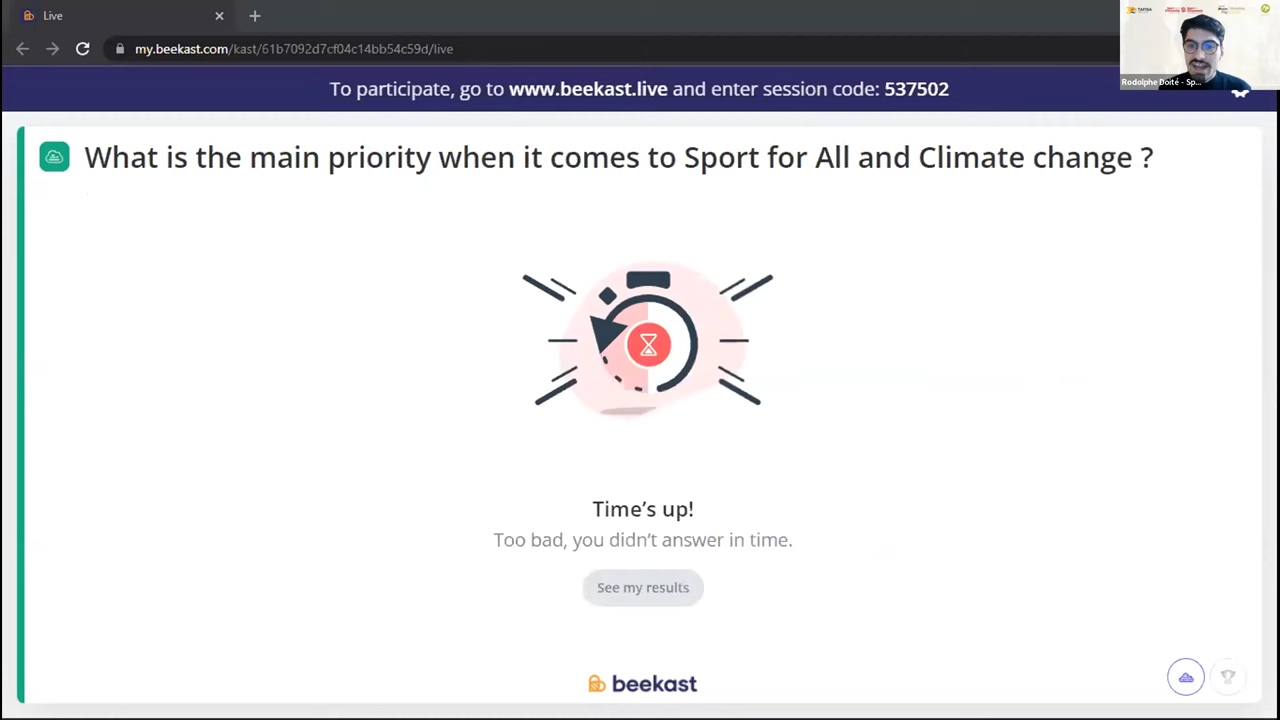 Live
my.beekast.com/kast/61b7092d7cf04c14bb54c59d/live
TAFISA
Rodolphe Doité - Sp...
To participate, go to www.beekast.live and enter session code: 537502
What is the main priority when it comes to Sport for All and Climate change ?
Time's up!
Too bad, you didn't answer in time.
See my results
beekast